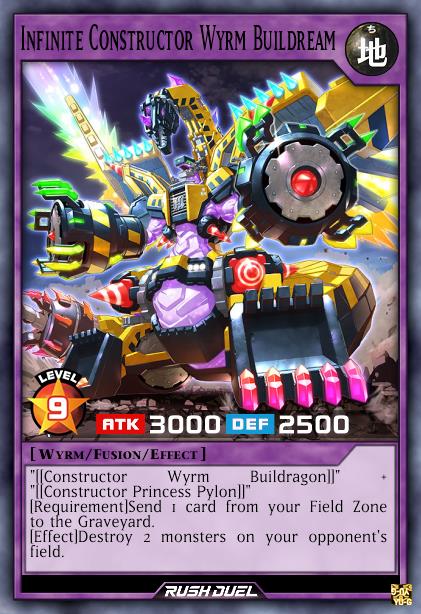 Infinite Constructor Wyrm Buildream
ち
地
LEVEL
9
ATK 3000 DEF 2500
[Wyrm/Fusion/Effect]
"[[Constructor Wyrm Buildragon]]" +
"[[Constructor Princess Pylon]]"
[Requirement]Send 1 card from your Field Zone
to the Graveyard.
[Effect]Destroy 2 monsters on your opponent's
field.
RUSH DUEL